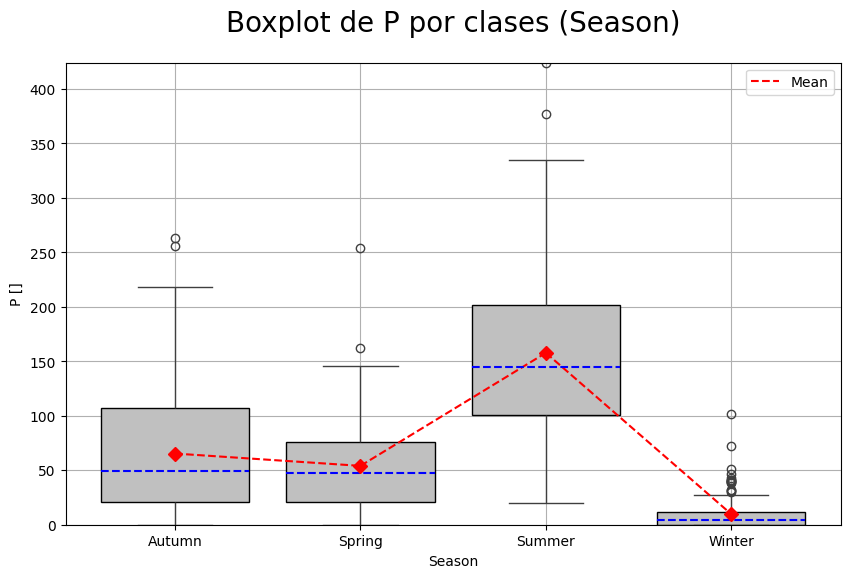 Boxplot de P por clases (Season)
Mean
400
350
300
250
200
150
100
50
0
P []
Autumn Spring Summer Winter
Season